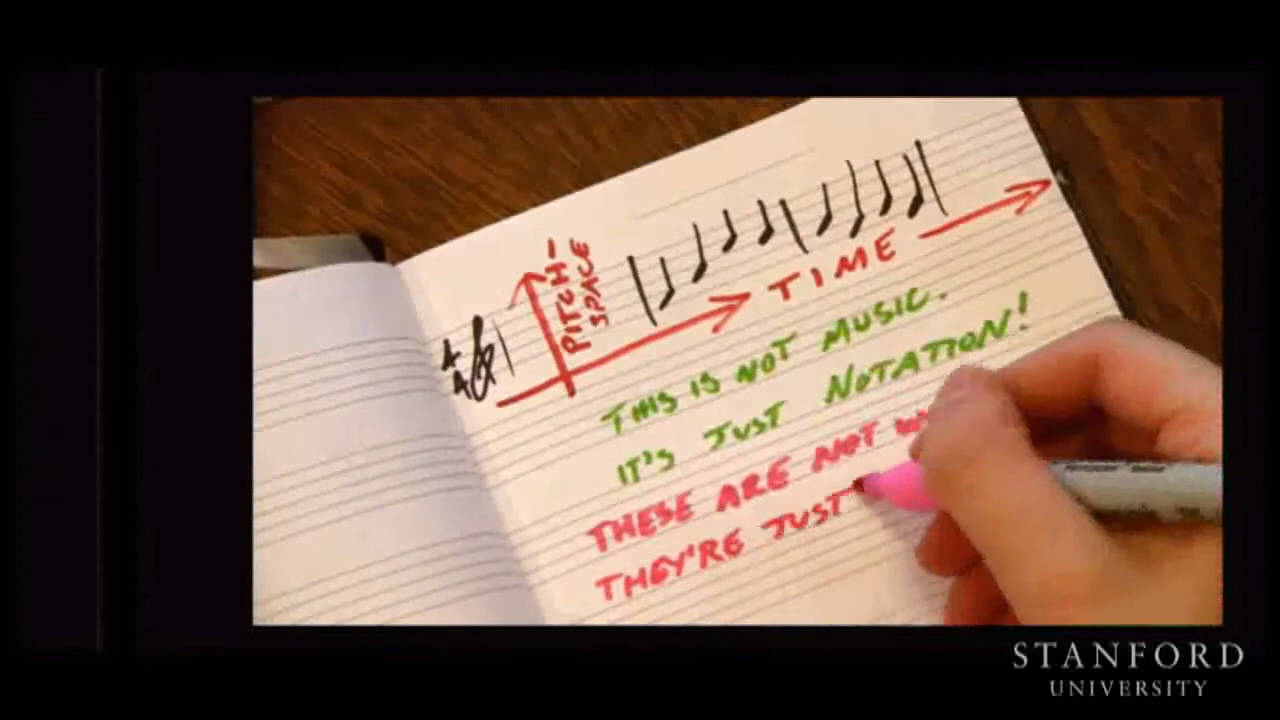 PITCH-
SPACE
TIME
THIS IS NOT MUSIC.
IT'S JUST NOTATION!
THESE ARE NOT
THEY'RE JUST
STANFORD
UNIVERSITY